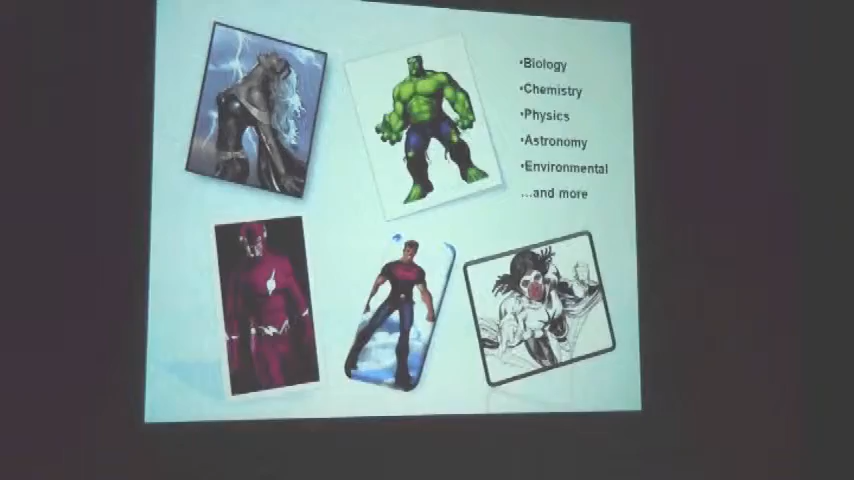 •Biology
•Chemistry
•Physics
•Astronomy
•Environmental
...and more